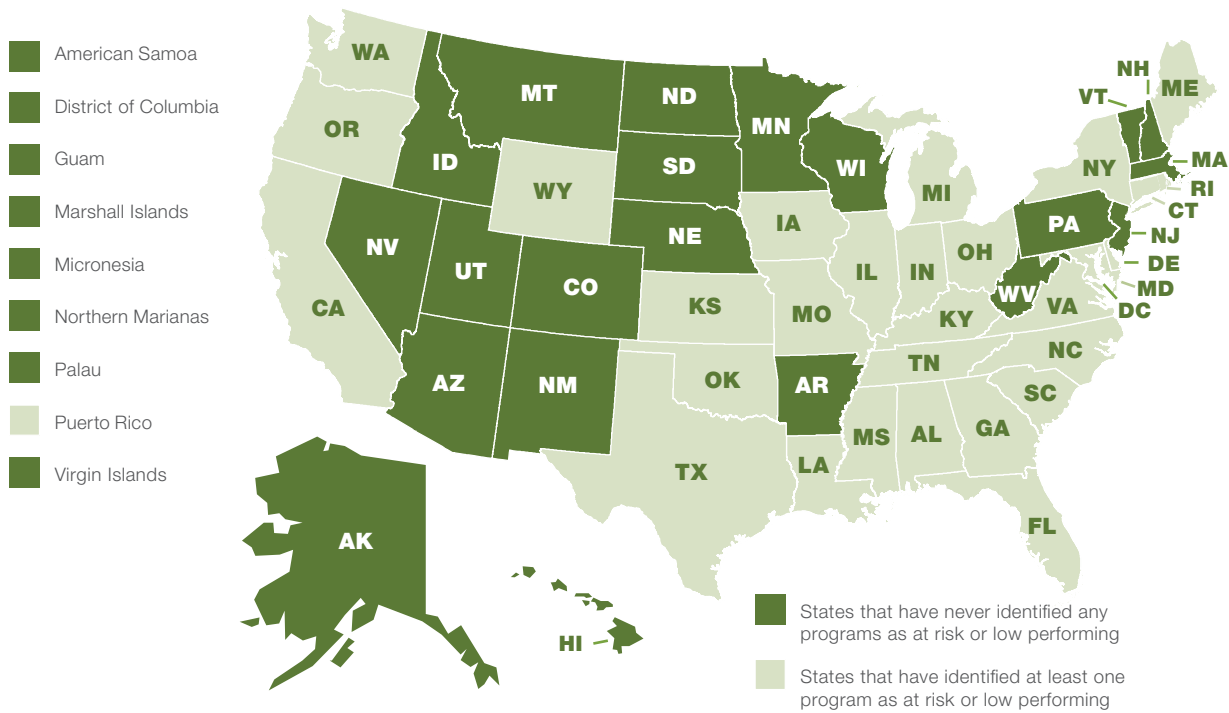 American Samoa
District of Columbia
Guam
Marshall Islands
Micronesia
Northern Marianas
Palau
Puerto Rico
Virgin Islands
WA
OR
CA
ID
NV
MT
WY
UT
AZ
CO
NM
ND
SD
NE
KS
OK
TX
MN
IA
MO
AR
LA
WI
IL
MS
MI
IN
KY
TN
AL
OH
WV
VA
NC
SC
GA
FL
PA
NY
VT
NH
ME
MA
RI
CT
NJ
DE
MD
DC
AK
HI
States that have never identified any
programs as at risk or low performing
States that have identified at least one
program as at risk or low performing